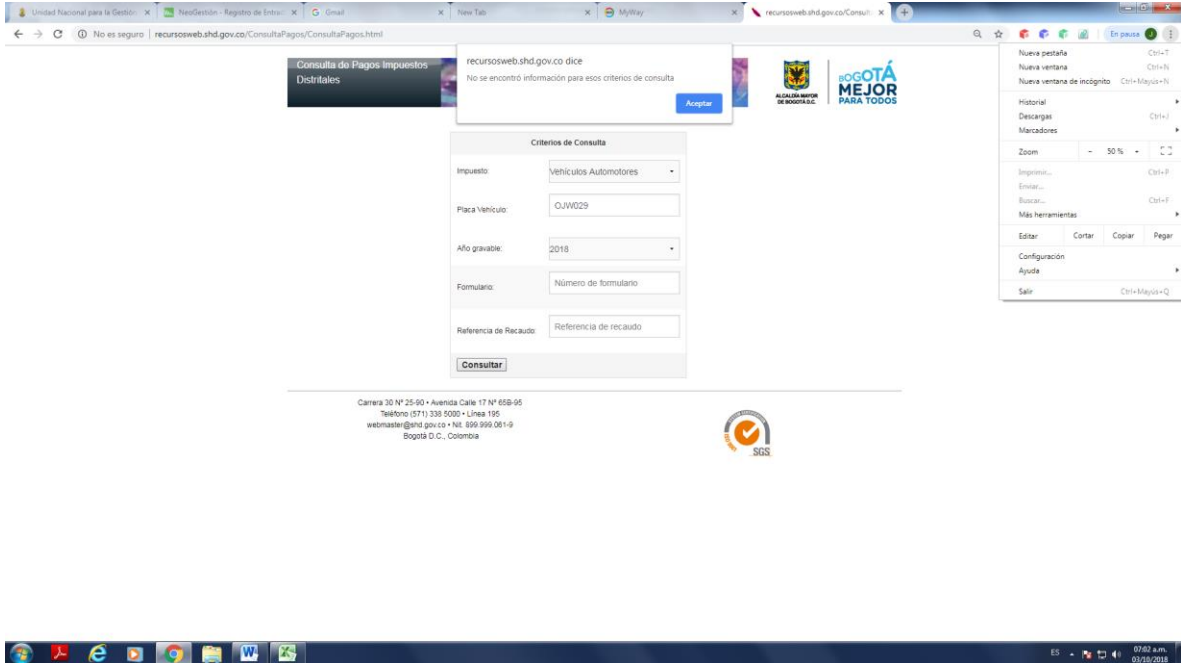 Unidad Nacional para la Gestión
NeoGestión - Registro de Entrad
Gmail
New Tab
MyWay
recursosweb.shd.gov.co/Consult
No es seguro | recursosweb.shd.gov.co/ConsultaPagos/ConsultaPagos.html
En pausa
J
Consulta de Pagos Impuestos
Distritales
recursosweb.shd.gov.co dice
No se encontró información para esos criterios de consulta
Aceptar
ALCALDÍA MAYOR
DE BOGOTÁ D.C.
BOGOTÁ
MEJOR
PARA TODOS
Nueva pestaña Ctrl+T
Nueva ventana Ctrl+N
Nueva ventana de incógnito Ctrl+Mayús+N
Historial
Descargas Ctrl+J
Marcadores
Zoom - 50 % +
Imprimir... Ctrl+P
Enviar...
Buscar... Ctrl+F
Más herramientas
Editar Cortar Copiar Pegar
Configuración
Ayuda
Salir Ctrl+Mayús+Q
Criterios de Consulta
Impuesto: Vehículos Automotores
Placa Vehículo: OJW029
Año gravable: 2018
Formulario: Número de formulario
Referencia de Recaudo: Referencia de recaudo
Consultar
Carrera 30 Nº 25-90 • Avenida Calle 17 Nº 65B-95
Teléfono (571) 338 5000 • Línea 195
webmaster@shd.gov.co • Nit. 899.999.061-9
Bogotá D.C., Colombia
SGS
ES
07:02 a.m.
03/10/2018